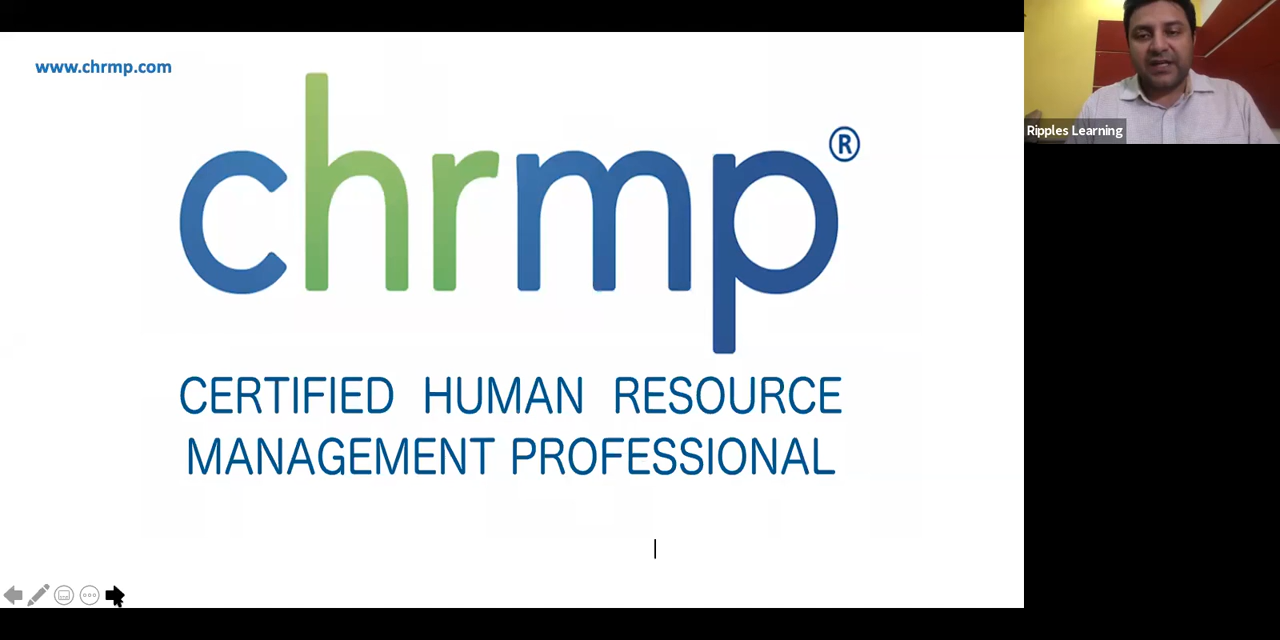 www.chrmp.com
chrmp®
CERTIFIED HUMAN RESOURCE
MANAGEMENT PROFESSIONAL
Ripples Learning